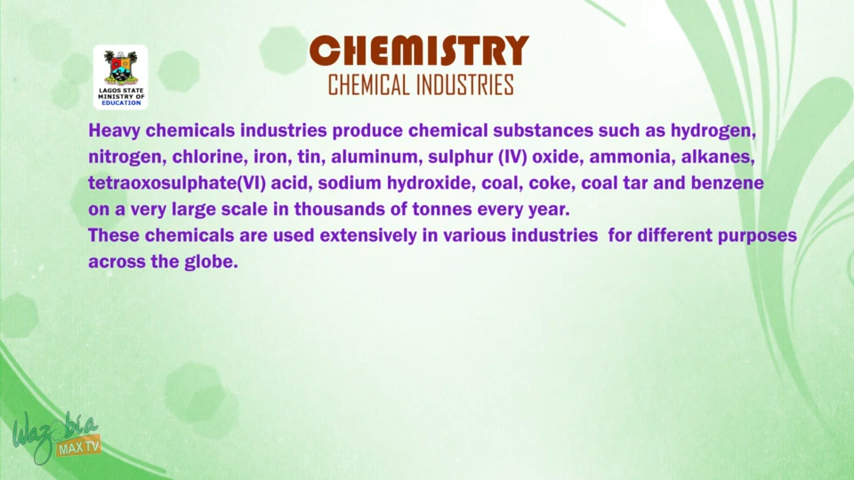 CHEMISTRY
CHEMICAL INDUSTRIES
LAGOS STATE
MINISTRY OF
EDUCATION
Heavy chemicals industries produce chemical substances such as hydrogen,
nitrogen, chlorine, iron, tin, aluminum, sulphur (IV) oxide, ammonia, alkanes,
tetraoxosulphate(VI) acid, sodium hydroxide, coal, coke, coal tar and benzene
on a very large scale in thousands of tonnes every year.
These chemicals are used extensively in various industries for different purposes
across the globe.
Wazobia
MAX TV